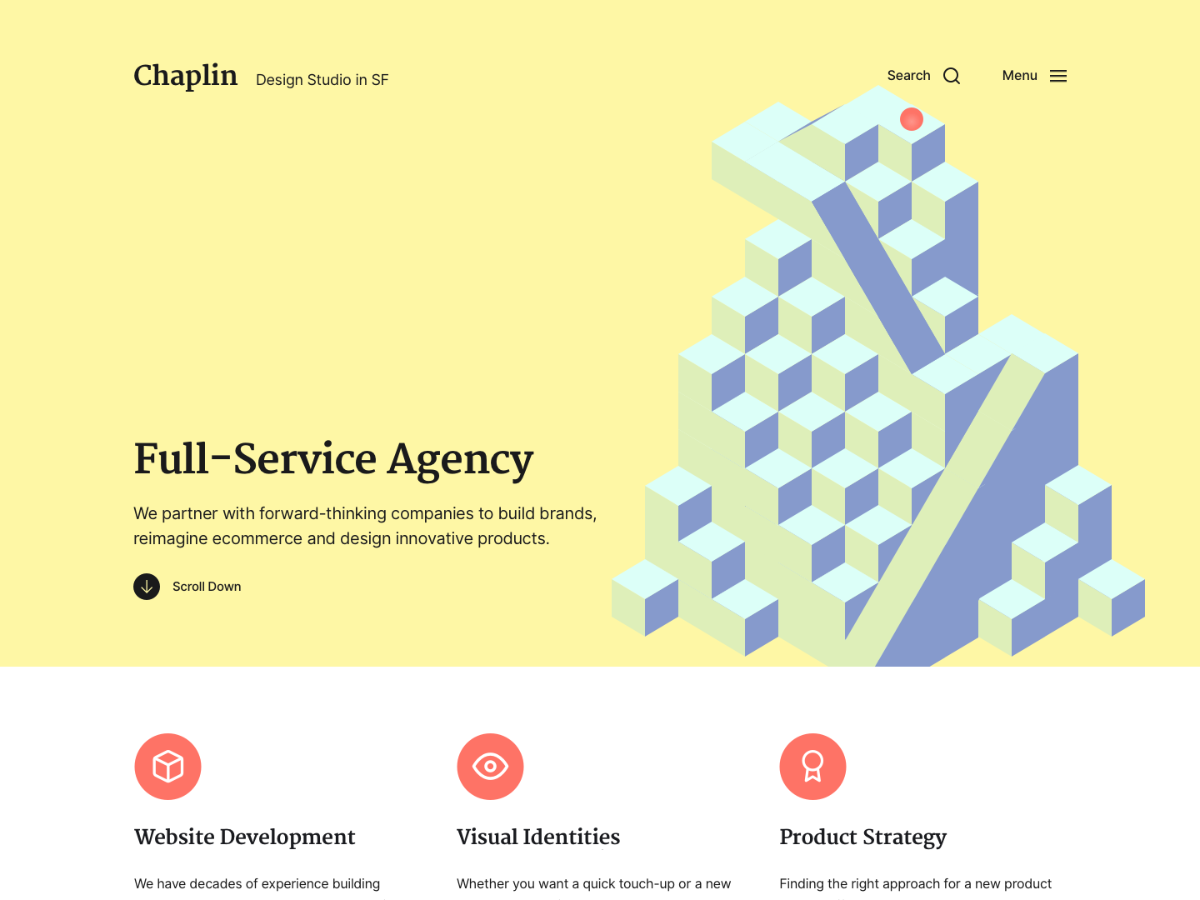 Chaplin
Design Studio in SF
Search
Menu
Full-Service Agency
We partner with forward-thinking companies to build brands,
reimagine ecommerce and design innovative products.
Scroll Down
Website Development
Visual Identities
Product Strategy
We have decades of experience building
Whether you want a quick touch-up or a new
Finding the right approach for a new product